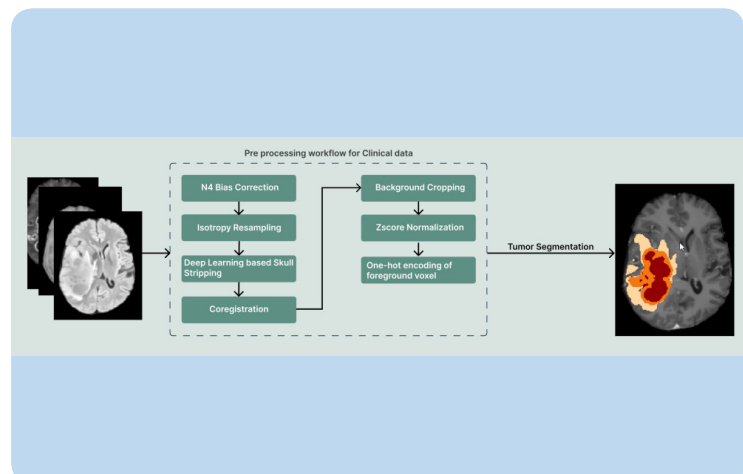 Pre processing workflow for Clinical data
N4 Bias Correction
Isotropy Resampling
Deep Learning based Skull
Stripping
Coregistration
Background Cropping
Zscore Normalization
One-hot encoding of
foreground voxel
Tumor Segmentation